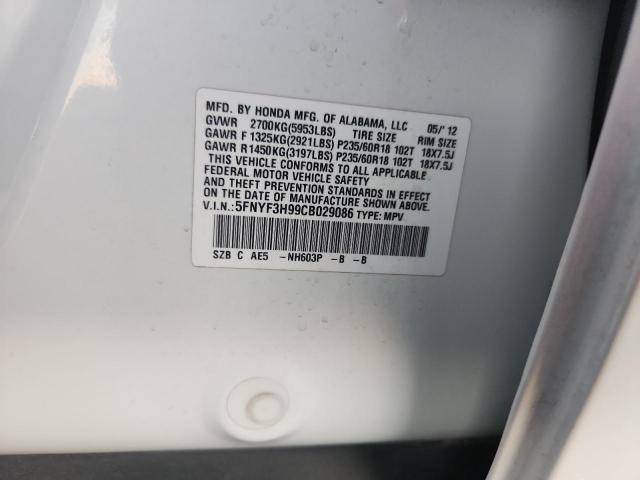 MFD. BY HONDA MFG. OF ALABAMA, LLC 05/'12
GVWR 2700KG(5953LBS) TIRE SIZE RIM SIZE
GAWR F 1325KG(2921LBS) P235/60R18 102T 18X7.5J
GAWR R1450KG(3197LBS) P235/60R18 102T 18X7.5J
THIS VEHICLE CONFORMS TO ALL APPLICABLE
FEDERAL MOTOR VEHICLE SAFETY
AND THEFT PREVENTION STANDARDS IN EFFECT
ON THE DATE OF MANUFACTURE SHOWN ABOVE.
V.I.N.:5FNYF3H99CB029086 TYPE: MPV
SZB C AE5 -NH603P -B -B